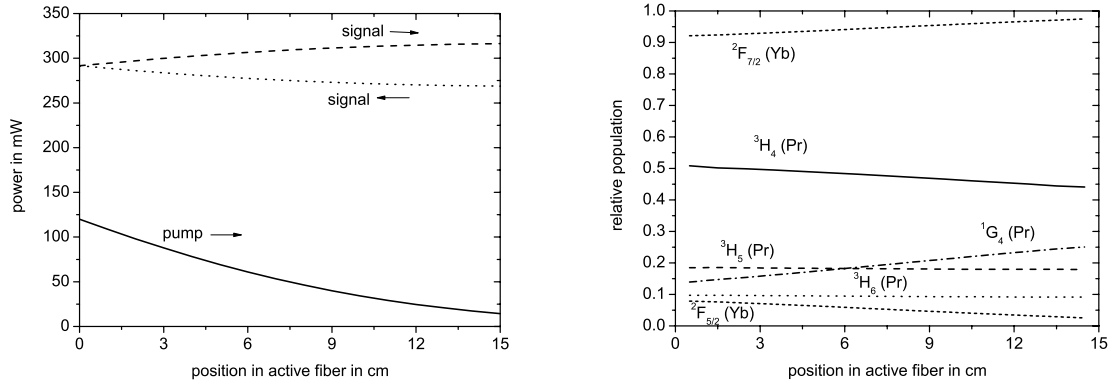 350
300
250
200
150
100
50
0
power in mW
signal
signal
pump
0 3 6 9 12 15
position in active fiber in cm
1.0
0.9
0.8
0.7
0.6
0.5
0.4
0.3
0.2
0.1
0.0
relative population
²F₇/₂ (Yb)
³H₄ (Pr)
¹G₄ (Pr)
³H₅ (Pr)
³H₆ (Pr)
²F₅/₂ (Yb)
0 3 6 9 12 15
position in active fiber in cm